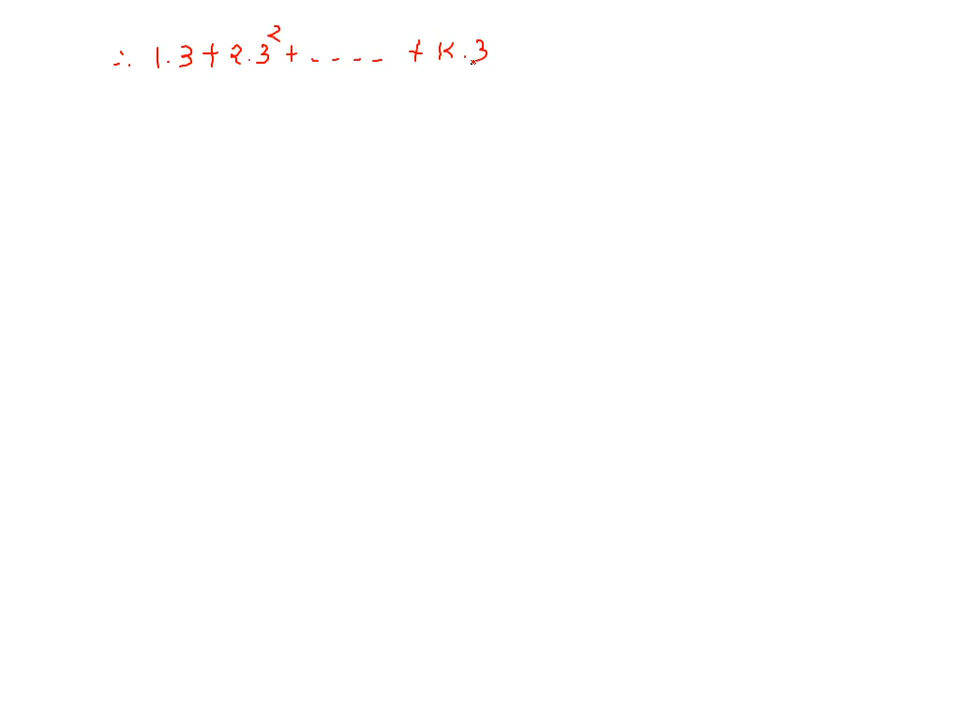 ∴ 1.3 + 2.3² + ---- + K.3